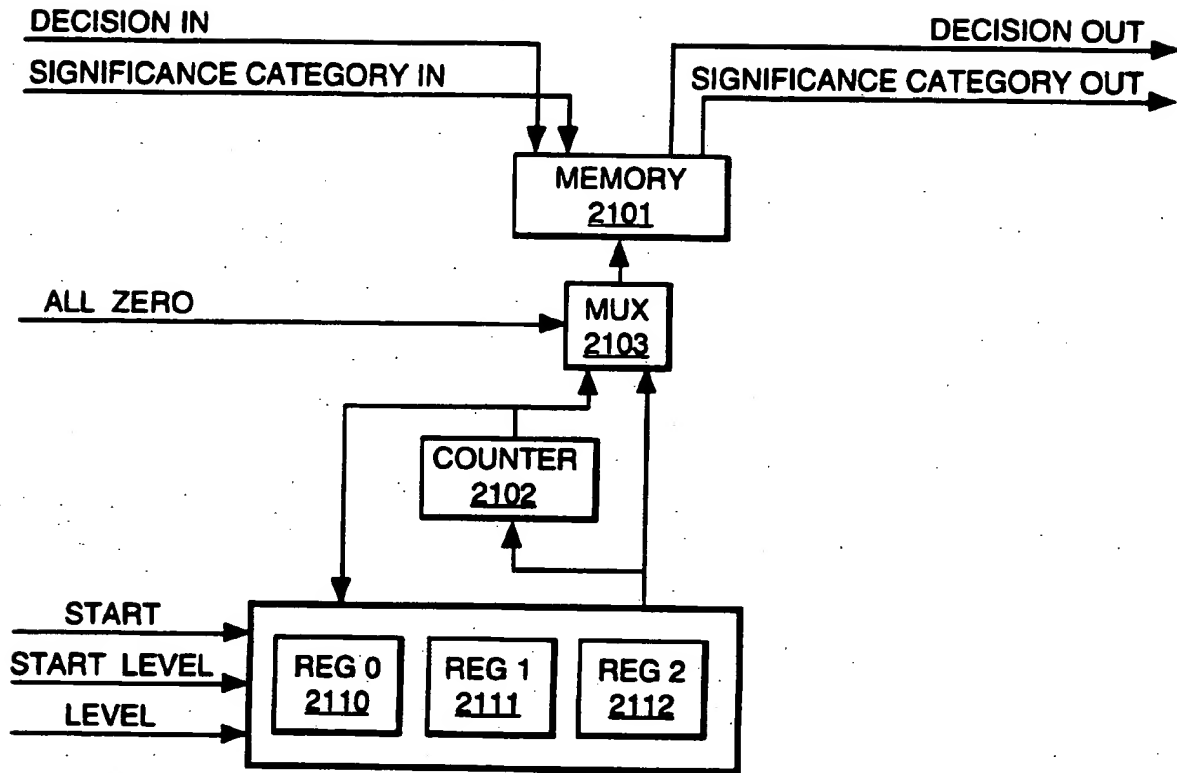 DECISION IN
DECISION OUT
SIGNIFICANCE CATEGORY IN
SIGNIFICANCE CATEGORY OUT
MEMORY
2101
ALL ZERO
MUX
2103
COUNTER
2102
START
START LEVEL
LEVEL
REG 0
2110
REG 1
2111
REG 2
2112